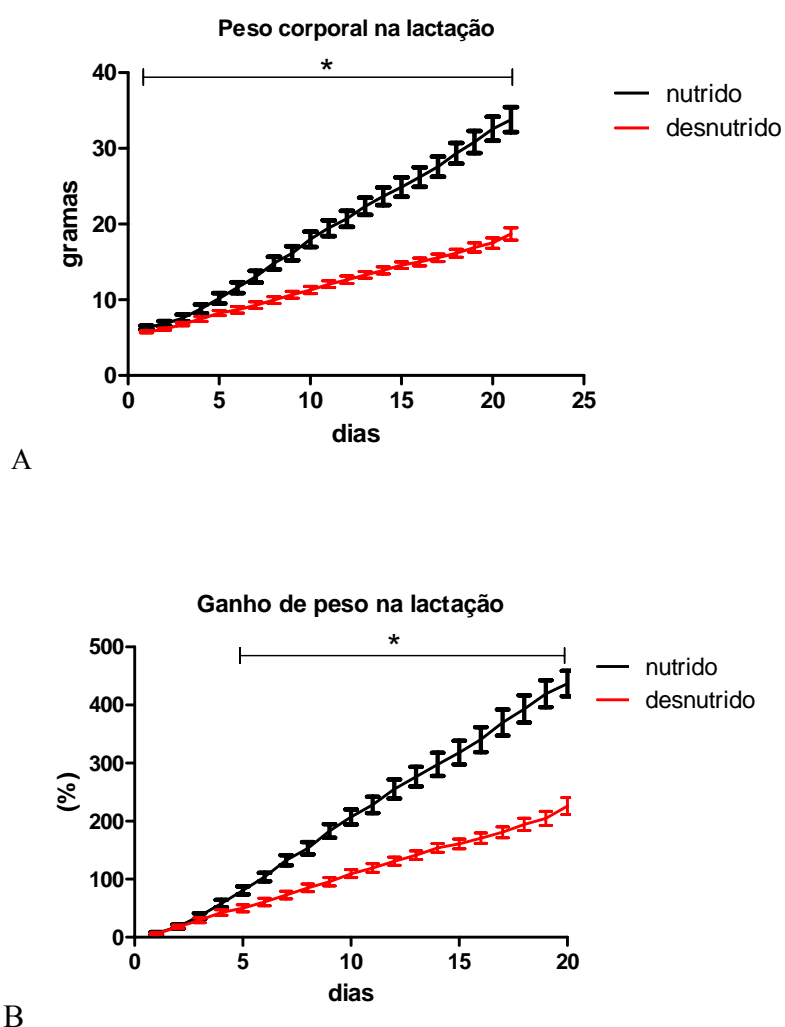 Peso corporal na lactação
*
40
30
20
10
0
0 5 10 15 20 25
gramas
dias
nutrido
desnutrido
A
Ganho de peso na lactação
*
500
400
300
200
100
0
0 5 10 15 20
(%)
dias
nutrido
desnutrido
B